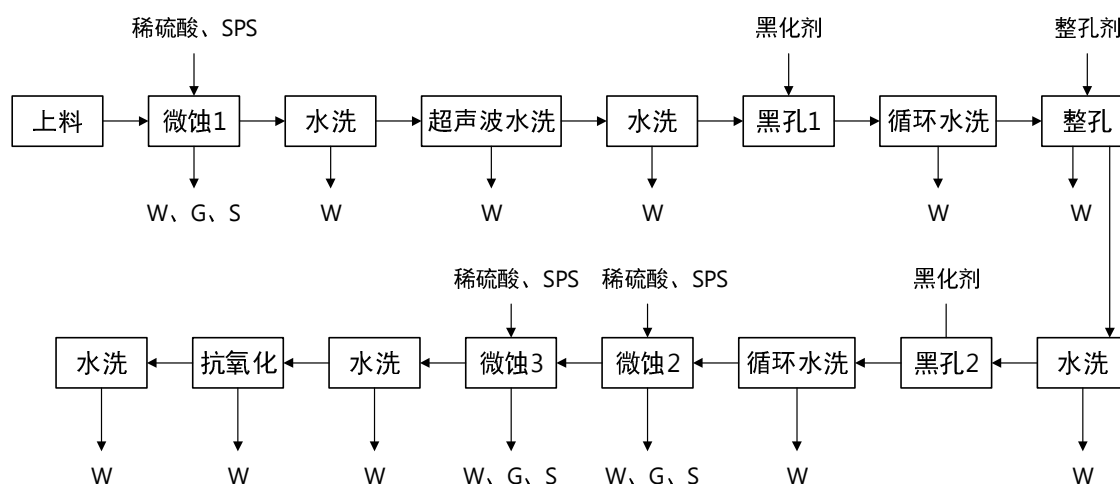 稀硫酸、SPS
黑化剂
整孔剂
上料
微蚀1
水洗
超声波水洗
水洗
黑孔1
循环水洗
整孔
W、G、S
W
W
W
W
W
稀硫酸、SPS
稀硫酸、SPS
黑化剂
水洗
抗氧化
水洗
微蚀3
微蚀2
循环水洗
黑孔2
水洗
W
W
W
W、G、S
W、G、S
W
W